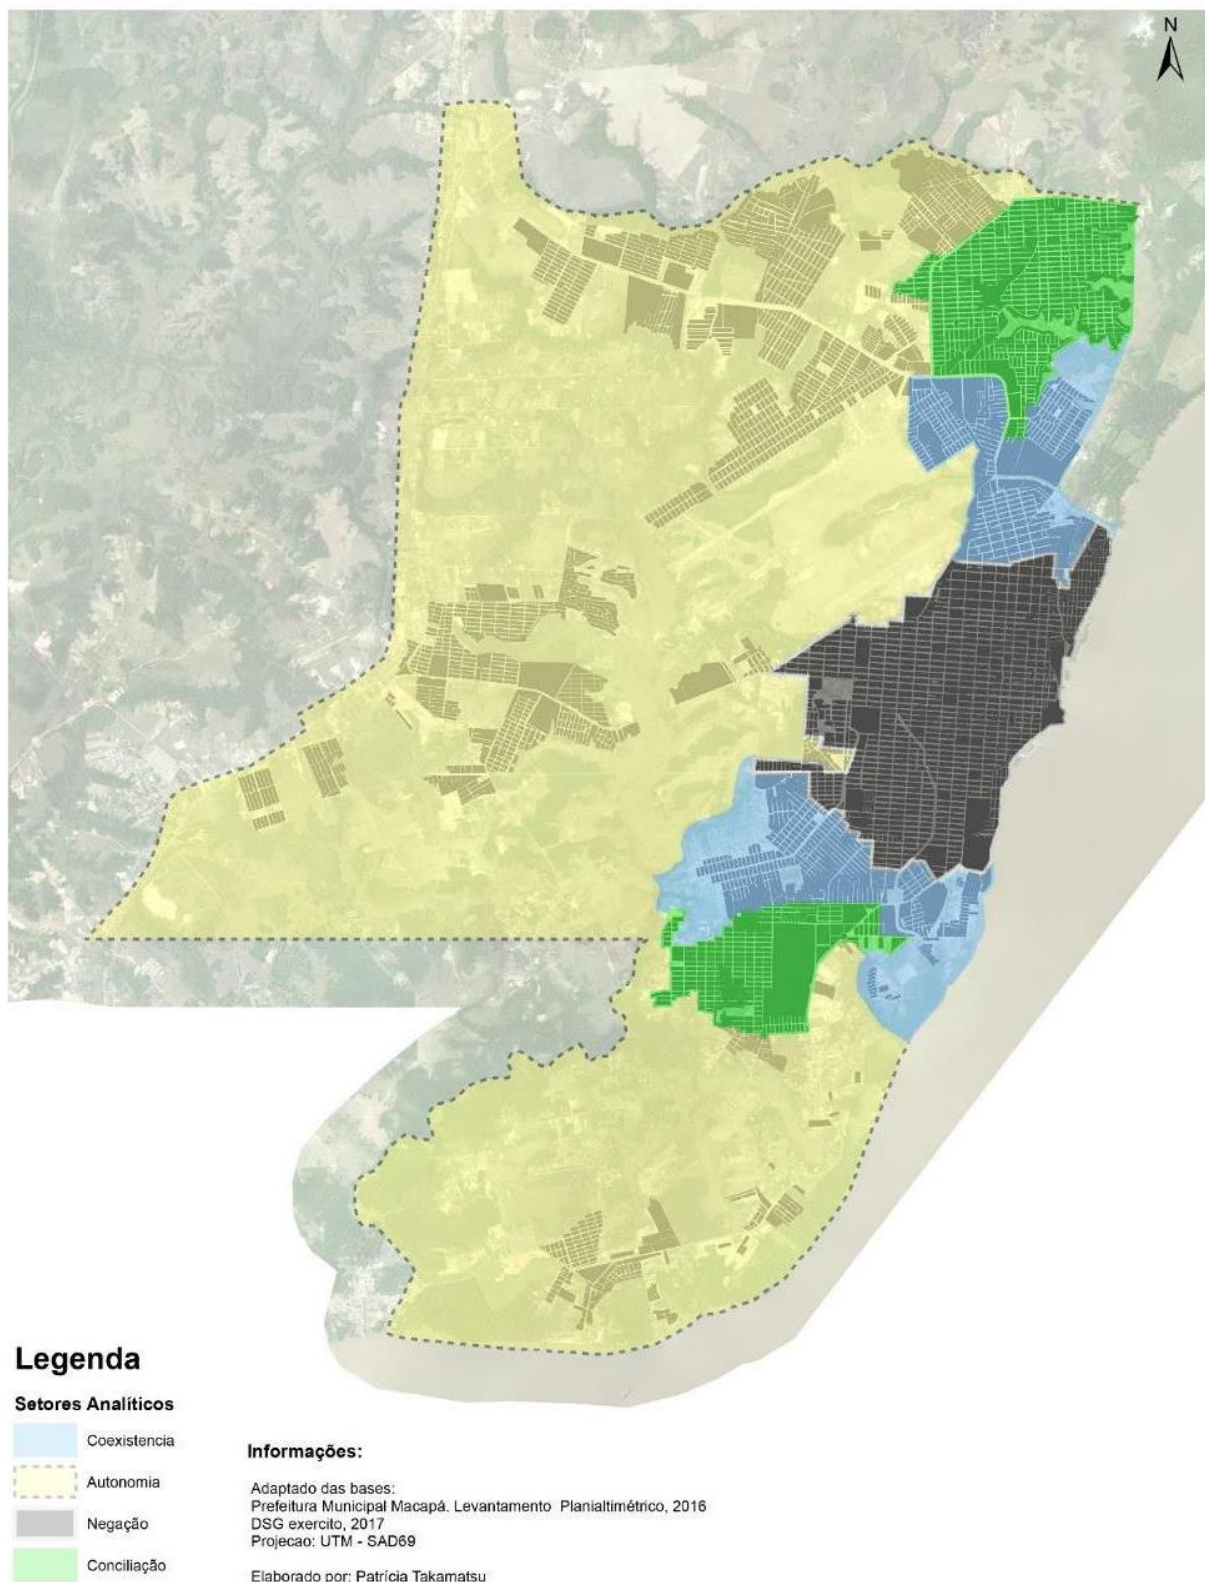 N
Legenda
Setores Analíticos
Coexistencia
Autonomia
Negação
Conciliação
Informações:
Adaptado das bases:
Prefeitura Municipal Macapá. Levantamento Planialtimétrico, 2016
DSG exercito, 2017
Projecao: UTM - SAD69
Elaborado por: Patrícia Takamatsu